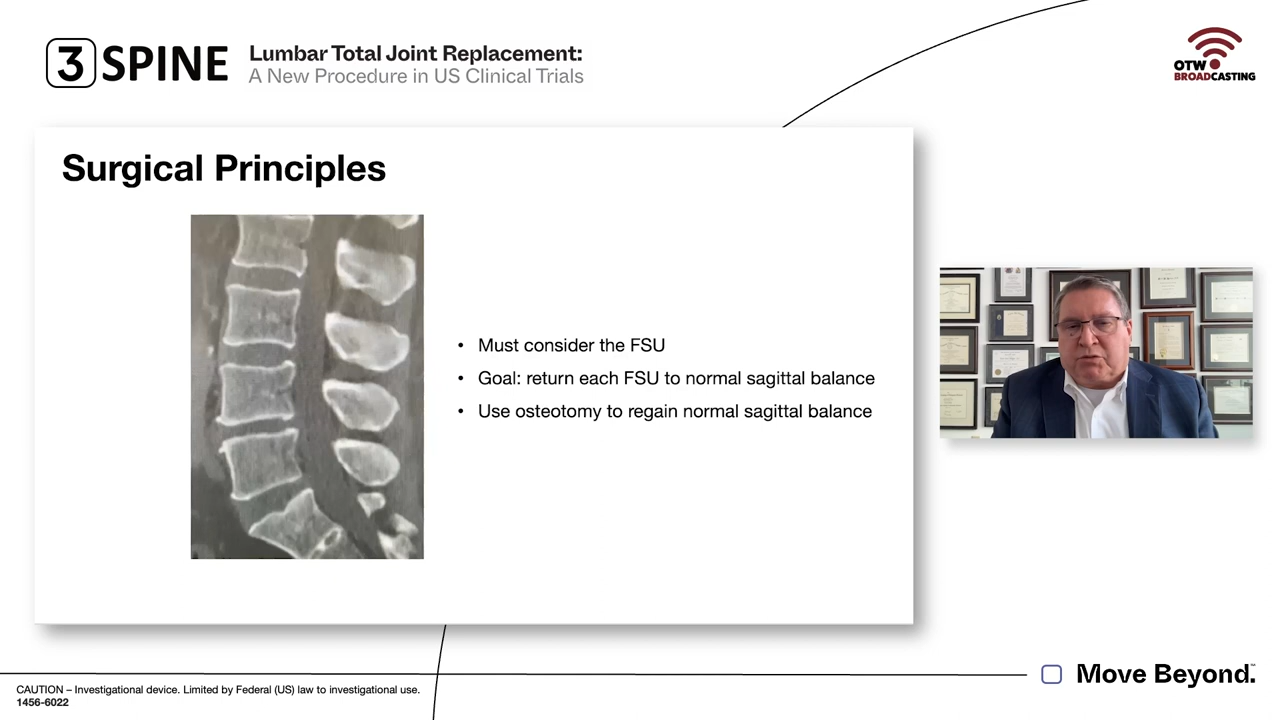 3 SPINE
Lumbar Total Joint Replacement:
A New Procedure in US Clinical Trials
OTW
BROADCASTING
Surgical Principles
• Must consider the FSU
• Goal: return each FSU to normal sagittal balance
• Use osteotomy to regain normal sagittal balance
CAUTION – Investigational device. Limited by Federal (US) law to investigational use.
1456-6022
Move Beyond.™